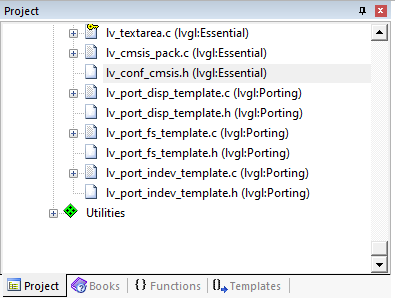 Project
lv_textarea.c (lvgl:Essential)
lv_cmsis_pack.c (lvgl:Essential)
lv_conf_cmsis.h (lvgl:Essential)
lv_port_disp_template.c (lvgl:Porting)
lv_port_disp_template.h (lvgl:Porting)
lv_port_fs_template.c (lvgl:Porting)
lv_port_fs_template.h (lvgl:Porting)
lv_port_indev_template.c (lvgl:Porting)
lv_port_indev_template.h (lvgl:Porting)
Utilities
Project Books {} Functions Templates